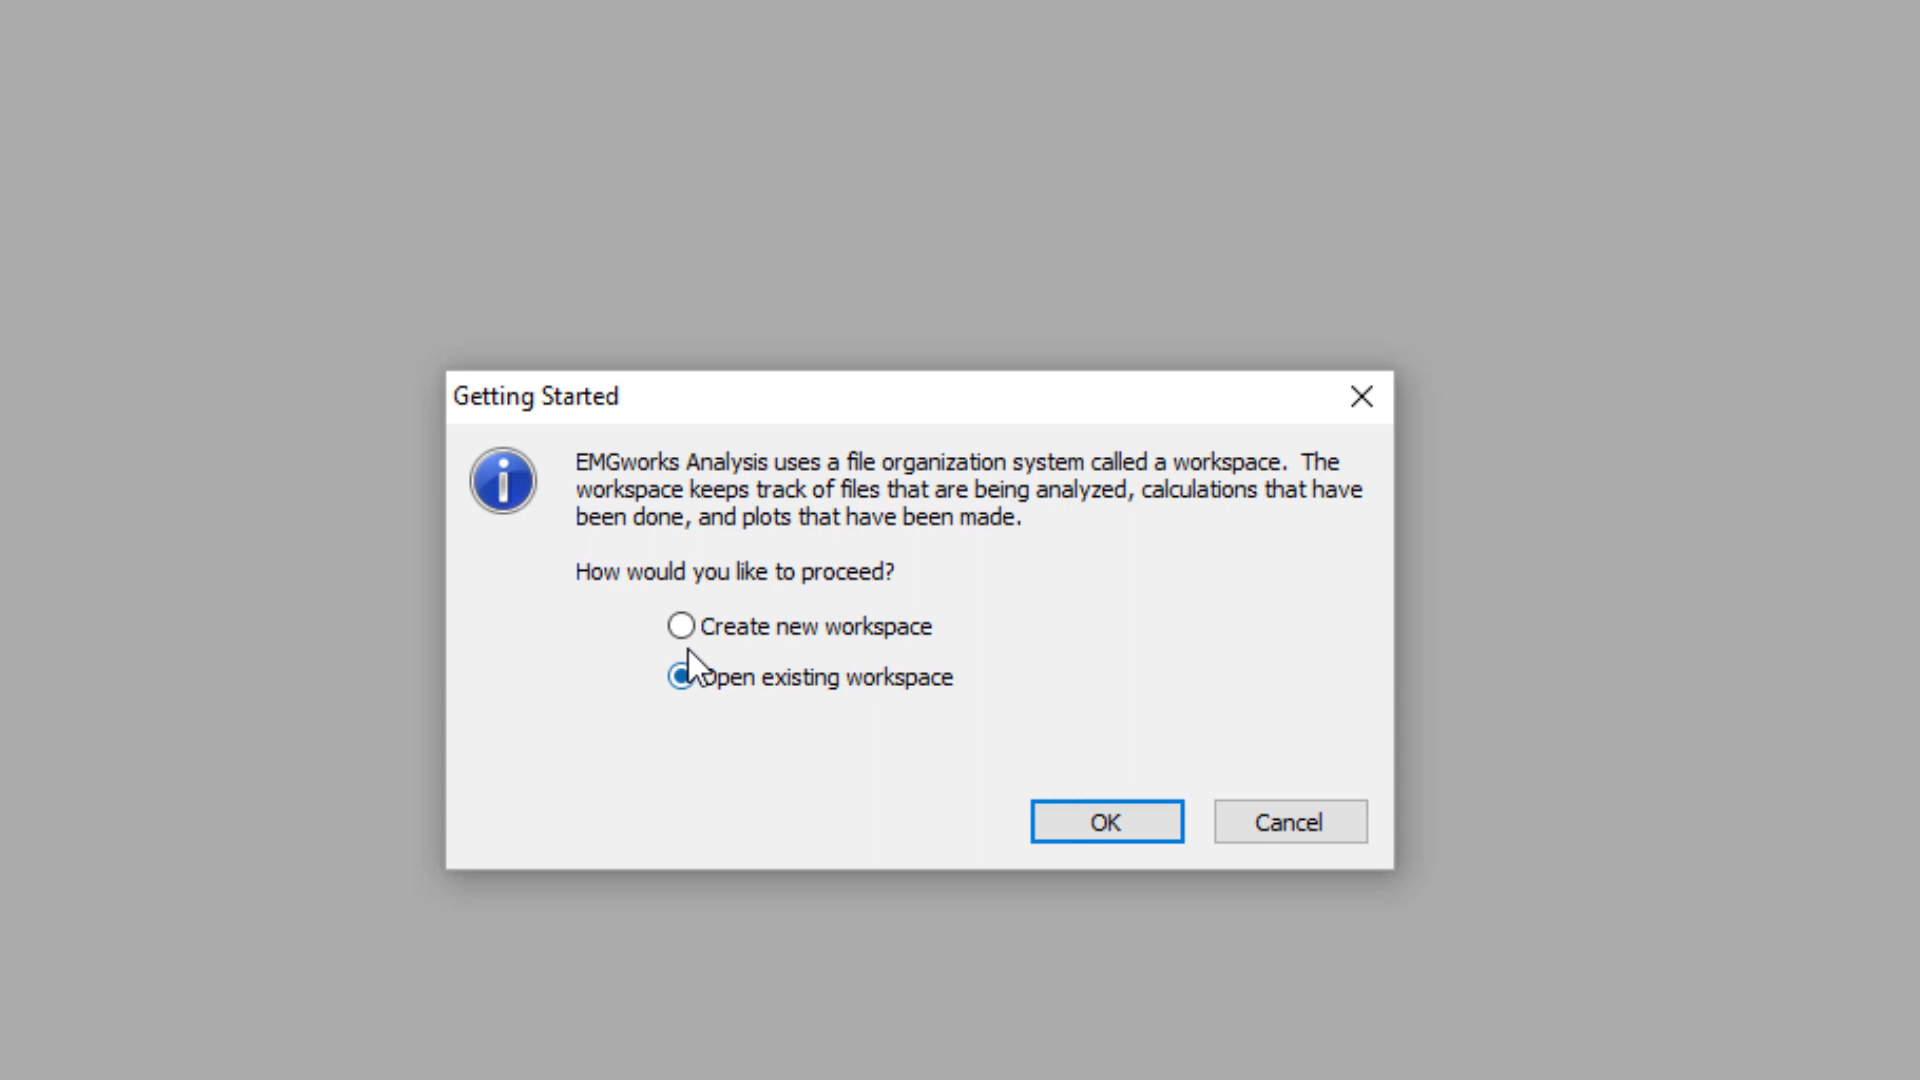 Getting Started
EMGworks Analysis uses a file organization system called a workspace.  The
workspace keeps track of files that are being analyzed, calculations that have
been done, and plots that have been made.
How would you like to proceed?
Create new workspace
Open existing workspace
OK
Cancel